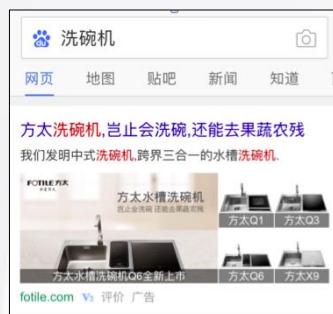 洗碗机
网页 地图 贴吧 新闻 知道
方太洗碗机,岂止会洗碗,还能去果蔬农残
我们发明中式洗碗机,跨界三合一的水槽洗碗机.
FOTILE方太
方太水槽洗碗机
岂止会洗碗 还能去果蔬农残
方太水槽洗碗机Q6全新上市
方太Q1 方太Q3
方太Q6 方太X9
fotile.com V3 评价 广告